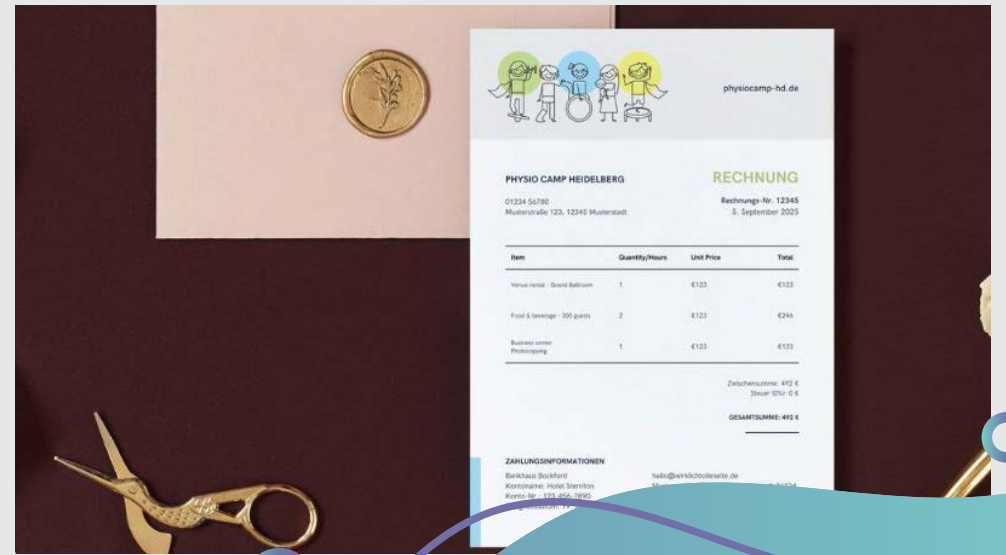 physiocamp-hd.de
PHYSIO CAMP HEIDELBERG
RECHNUNG
01234 56780
Rechnungs-Nr. 12345
Musterstraße 123, 12345 Musterstadt
5. September 2025
Item Quantity/Hours Unit Price Total
Venue rental - Grand Ballroom 1 €123 €123
Food & beverage - 300 guests 2 €123 €246
Business center
Photocopying
1 €123 €123
Zwischensumme: 492 €
Steuer (0%): 0 €
GESAMTSUMME: 492 €
ZAHLUNGSINFORMATIONEN
Bankhaus Bockford
hallo@wirklichtolleseite.de
Kontoname: Hotel Sternton
Konto-Nr.: 123-456-7890